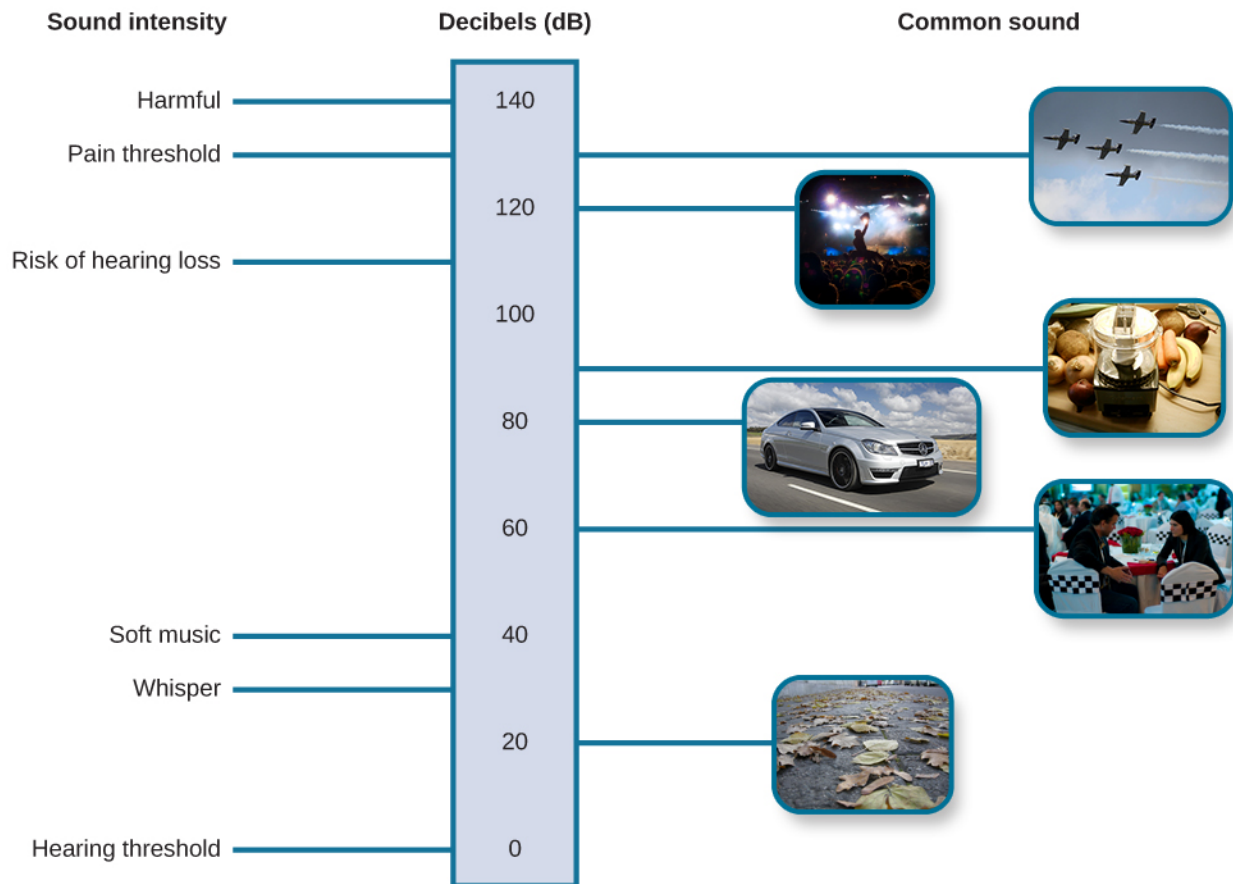 Sound intensity
Decibels (dB)
Common sound
Harmful
140
Pain threshold
120
Risk of hearing loss
100
80
60
Soft music
40
Whisper
20
Hearing threshold
0